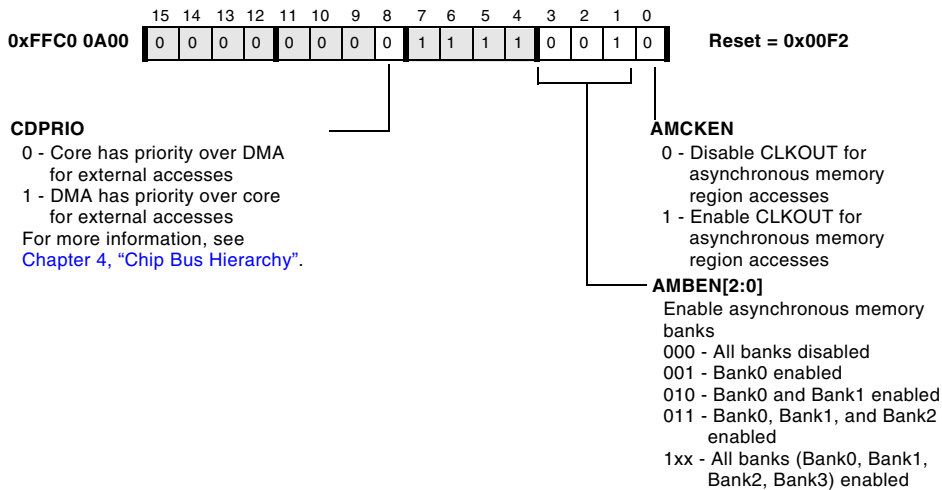 15 14 13 12 11 10 9 8 7 6 5 4 3 2 1 0
0xFFC0 0A00 0 0 0 0 0 0 0 0 1 1 1 1 0 0 1 0 Reset = 0x00F2
CDPRIO
0 - Core has priority over DMA
for external accesses
1 - DMA has priority over core
for external accesses
For more information, see
Chapter 4, “Chip Bus Hierarchy”.
AMCKEN
0 - Disable CLKOUT for
asynchronous memory
region accesses
1 - Enable CLKOUT for
asynchronous memory
region accesses
AMBEN[2:0]
Enable asynchronous memory
banks
000 - All banks disabled
001 - Bank0 enabled
010 - Bank0 and Bank1 enabled
011 - Bank0, Bank1, and Bank2
enabled
1xx - All banks (Bank0, Bank1,
Bank2, Bank3) enabled